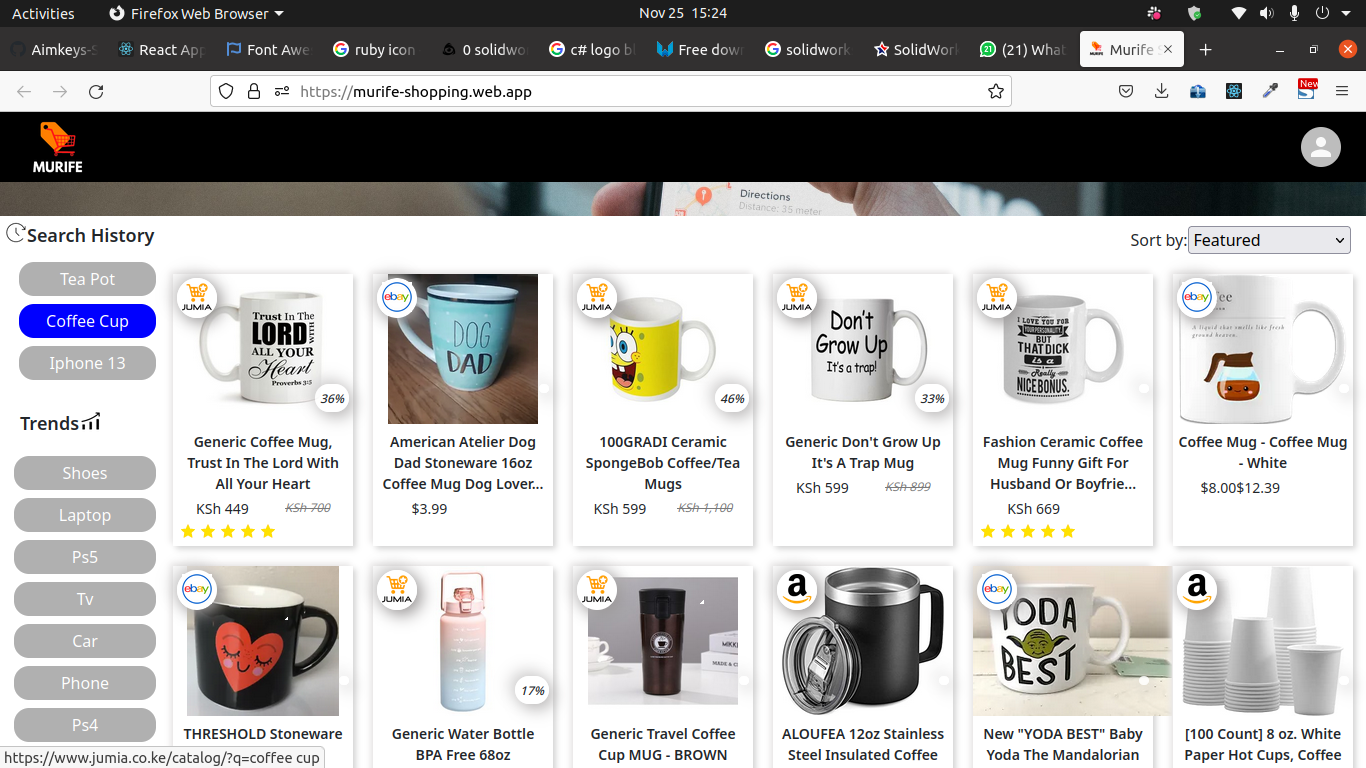 Activities
Firefox Web Browser
Nov 25 15:24
Aimkeys-S
React App
Font Awe
ruby icon
0 solidwo
c# logo bl
Free dow
solidwork
SolidWork
(21) What
Murife S
https://murife-shopping.web.app
New
MURIFE
Directions
Distance: 35 meter
Search History
Sort by: Featured
Tea Pot
Coffee Cup
Iphone 13
Trends
Shoes
Laptop
Ps5
Tv
Car
Phone
Ps4
JUMIA
Trust In The
LORD WITH
ALL YOUR
Heart
Proverbs 3:5
36%
Generic Coffee Mug,
Trust In The Lord With
All Your Heart
KSh 449 KSh 700
ebay
DOG
DAD
American Atelier Dog
Dad Stoneware 16oz
Coffee Mug Dog Lover...
$3.99
JUMIA
46%
100GRADI Ceramic
SpongeBob Coffee/Tea
Mugs
KSh 599 KSh 1,100
JUMIA
Don't
Grow Up
It's a trap!
33%
Generic Don't Grow Up
It's A Trap Mug
KSh 599 KSh 899
JUMIA
I LOVE YOU FOR
YOUR PERSONALITY
BUT
THAT DICK
is a
Really
NICE BONUS.
Fashion Ceramic Coffee
Mug Funny Gift For
Husband Or Boyfrie...
KSh 669
ebay
A liquid that smells like fresh
ground heaven.
Coffee Mug - Coffee Mug
- White
$8.00$12.39
ebay
THRESHOLD Stoneware
JUMIA
17%
Generic Water Bottle
BPA Free 68oz
JUMIA
Generic Travel Coffee
Cup MUG - BROWN
a
ALOUFEA 12oz Stainless
Steel Insulated Coffee
ebay
YODA
BEST
New "YODA BEST" Baby
Yoda The Mandalorian
a
[100 Count] 8 oz. White
Paper Hot Cups, Coffee
https://www.jumia.co.ke/catalog/?q=coffee cup